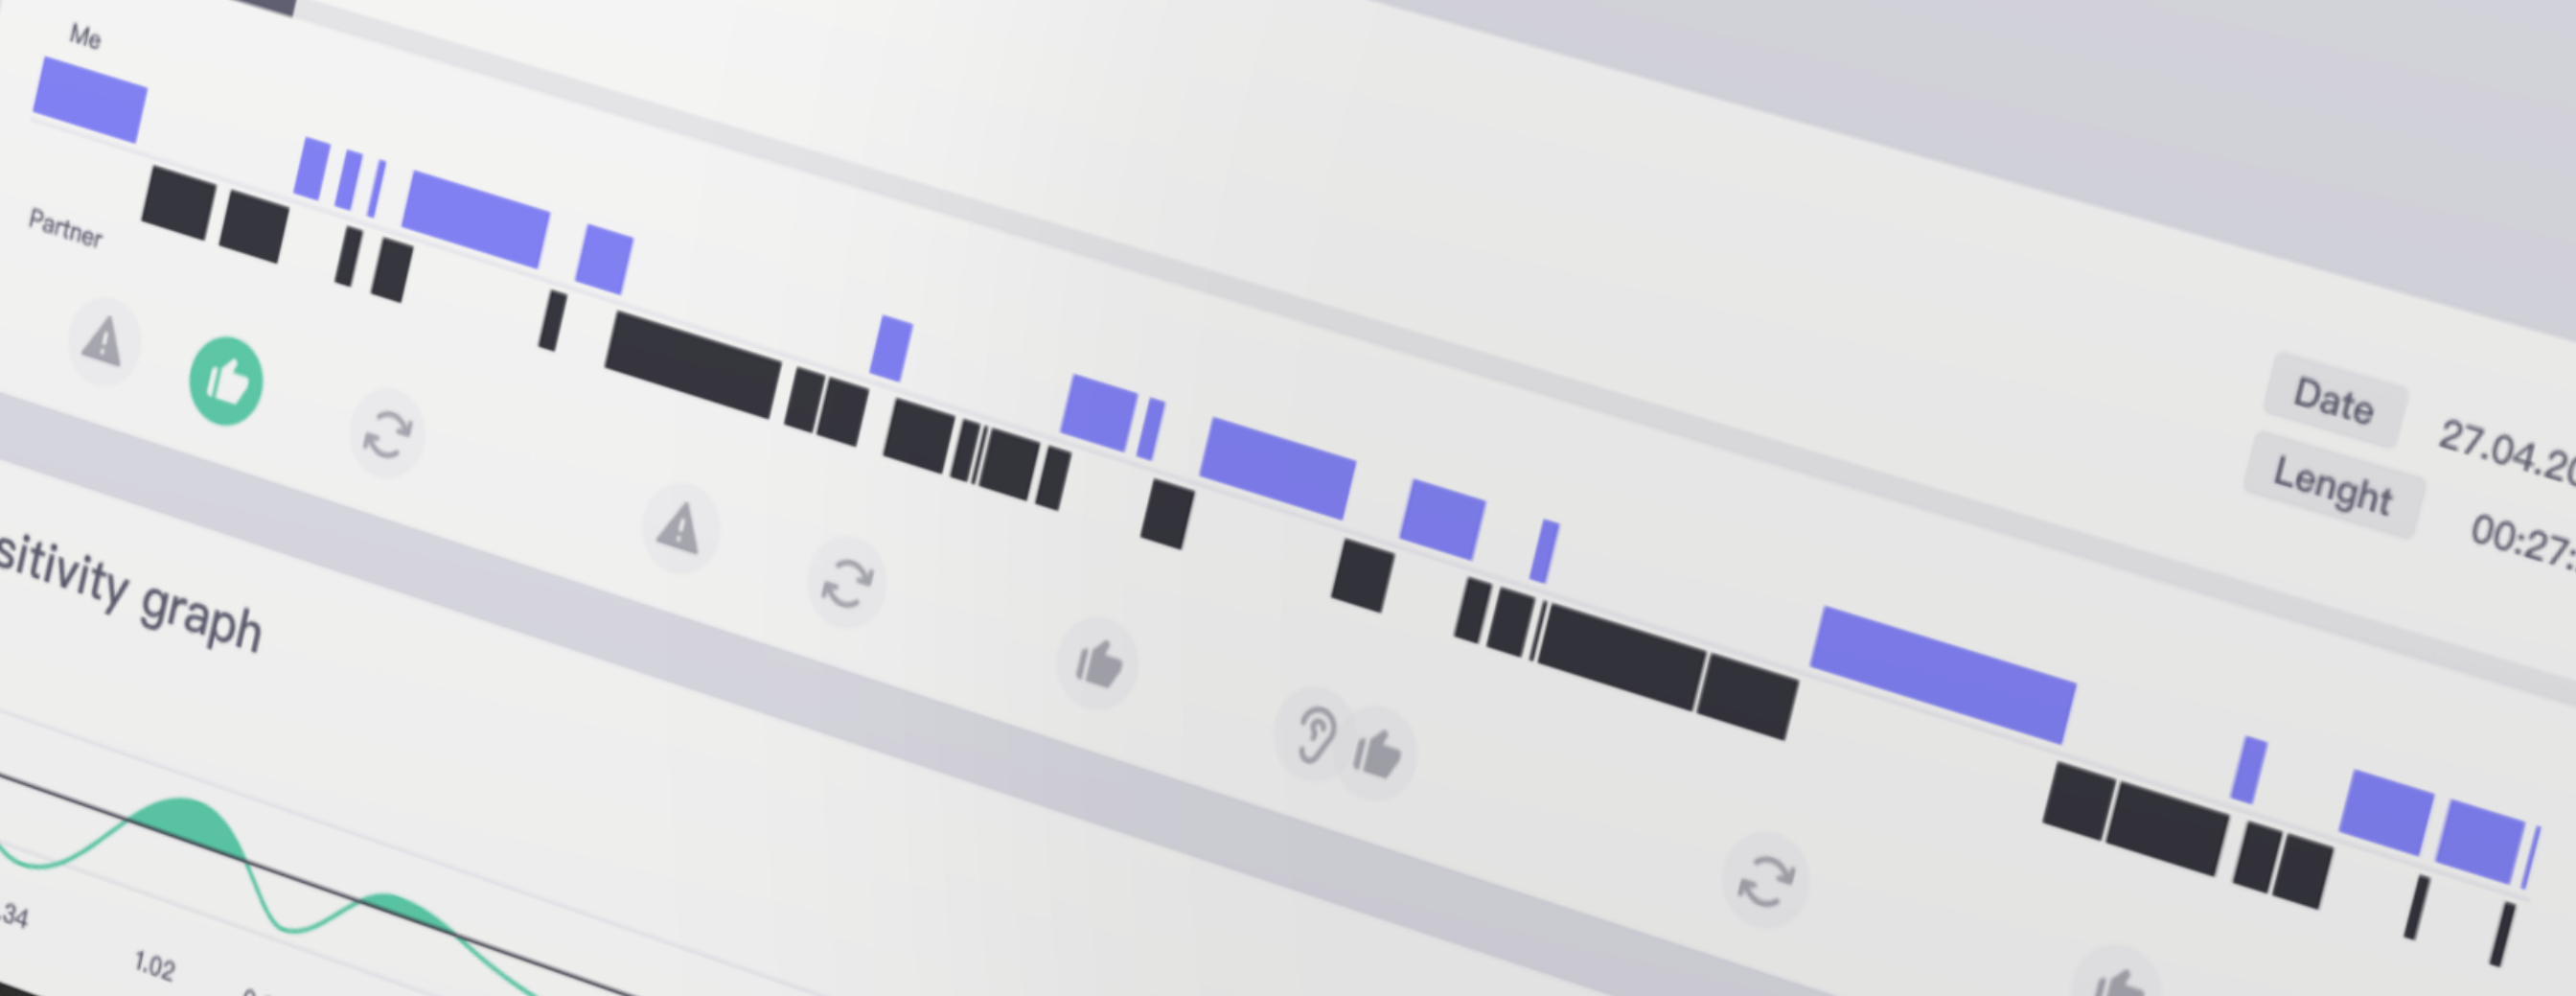 Me
Partner
Date
27.04.20
Lenght
00:27:
sitivity graph
.34
1.02